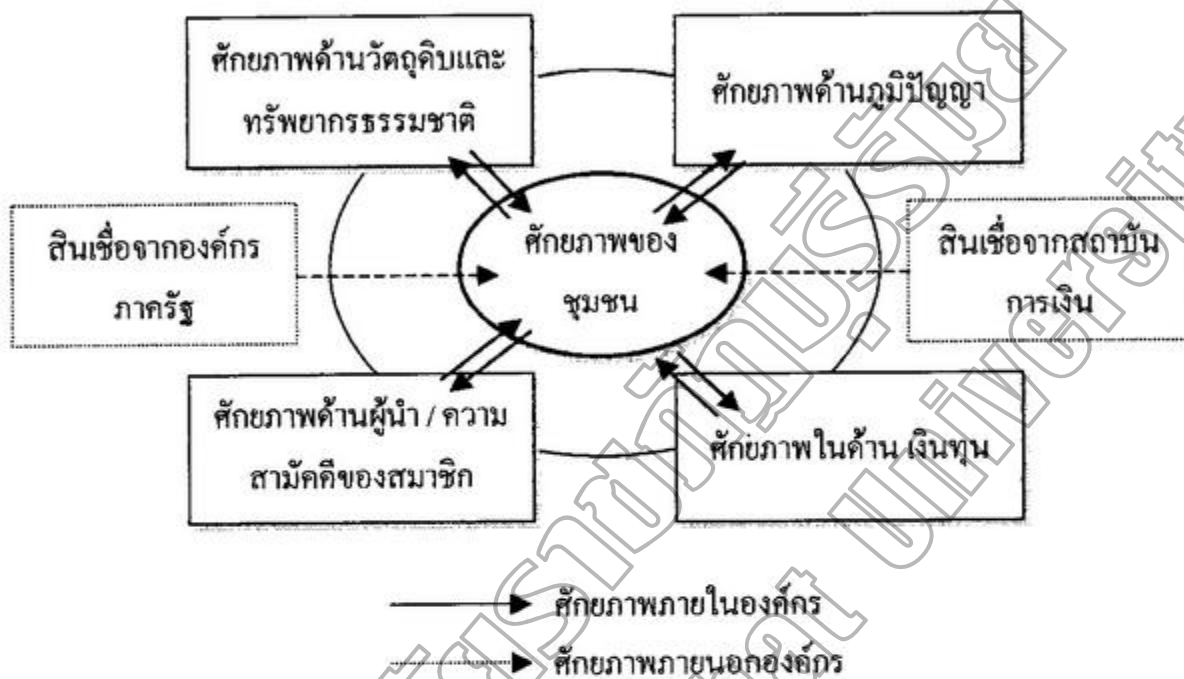 ศักยภาพด้านวัตถุดิบและ
ทรัพยากรธรรมชาติ
ศักยภาพด้านภูมิปัญญา
สินเชื่อจากองค์กร
ภาครัฐ
ศักยภาพของ
ชุมชน
สินเชื่อจากสถาบัน
การเงิน
ศักยภาพด้านผู้นำ / ความ
สามัคคีของสมาชิก
ศักยภาพในด้าน เงินทุน
ศักยภาพภายในองค์กร
ศักยภาพภายนอกองค์กร